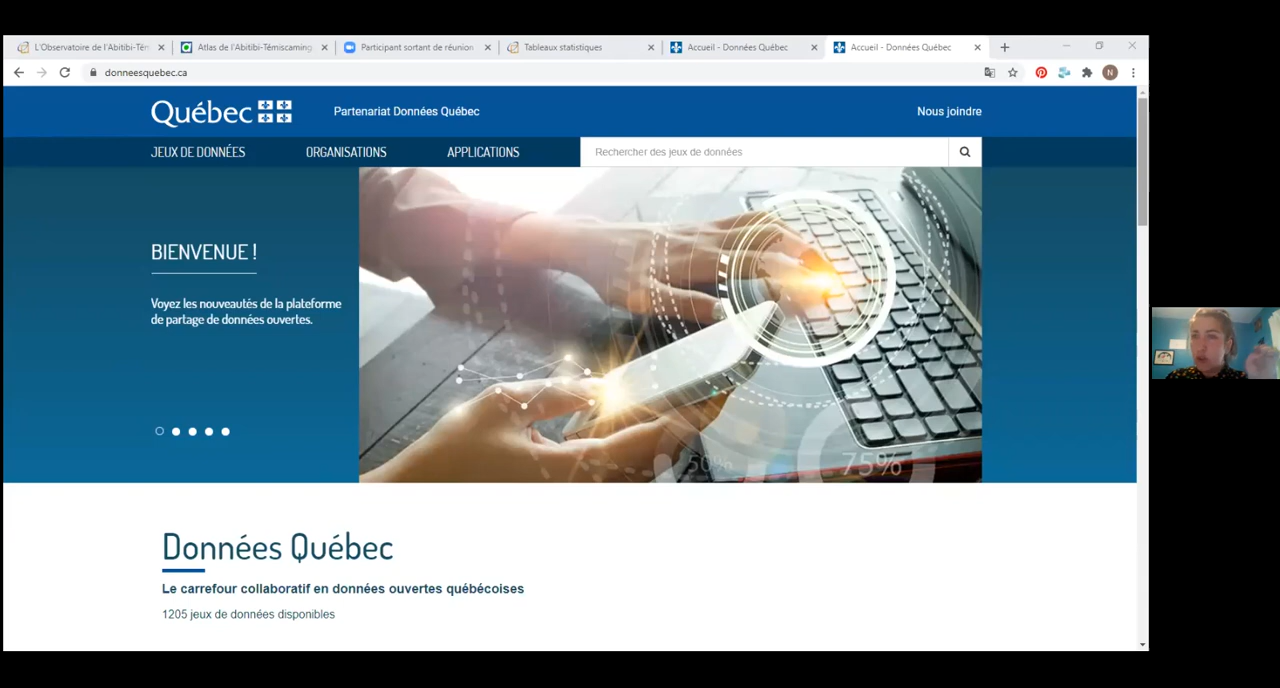 L'Observatoire de l'Abitibi-Tém
Atlas de l'Abitibi-Témiscaming
Participant sortant de réunion
Tableaux statistiques
Accueil - Données Québec
Accueil - Données Québec
donneesquebec.ca
N
Québec
Partenariat Données Québec
Nous joindre
JEUX DE DONNÉES
ORGANISATIONS
APPLICATIONS
Rechercher des jeux de données
BIENVENUE !
Voyez les nouveautés de la plateforme
de partage de données ouvertes.
50%
75%
Données Québec
Le carrefour collaboratif en données ouvertes québécoises
1205 jeux de données disponibles